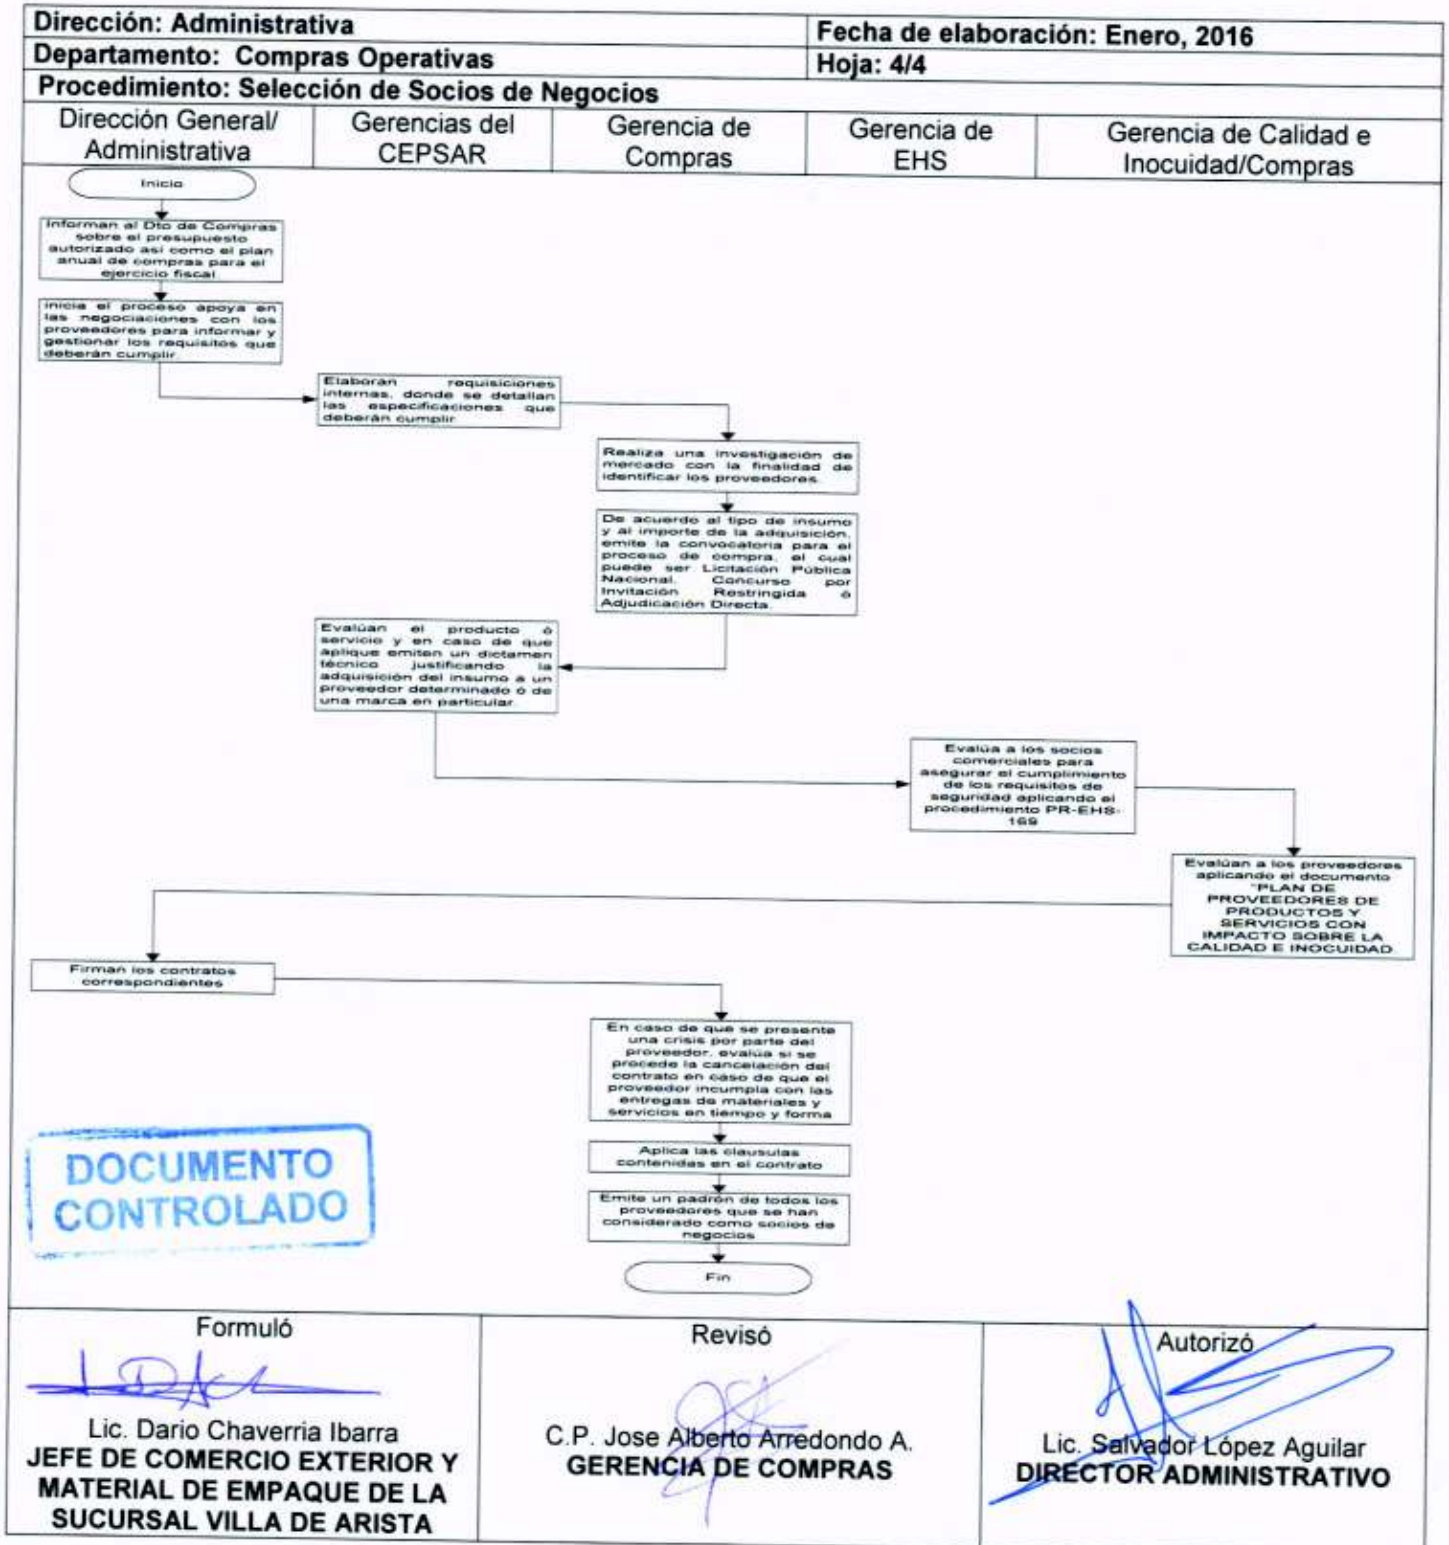 Dirección: Administrativa
Fecha de elaboración: Enero, 2016
Departamento: Compras Operativas
Hoja: 4/4
Procedimiento: Selección de Socios de Negocios
Dirección General/
Administrativa
Gerencias del
CEPSAR
Gerencia de
Compras
Gerencia de
EHS
Gerencia de Calidad e
Inocuidad/Compras
Inicio
Informan al Dto de Compras
sobre el presupuesto
autorizado así como el plan
anual de compras para el
ejercicio fiscal.
inicia el proceso apoya en
las negociaciones con los
proveedores para informar y
gestionar los requisitos que
deberán cumplir.
Elaboran requisiciones
internas, donde se detallan
las especificaciones que
deberán cumplir
Realiza una investigación de
mercado con la finalidad de
identificar los proveedores.
De acuerdo al tipo de insumo
y al importe de la adquisición,
emite la convocatoria para el
proceso de compra, el cual
puede ser Licitación Pública
Nacional, Concurso por
Invitación Restringida ó
Adjudicación Directa.
Evalúan el producto ó
servicio y en caso de que
aplique emiten un dictamen
técnico justificando la
adquisición del insumo a un
proveedor determinado ó de
una marca en particular.
Evalúa a los socios
comerciales para
asegurar el cumplimiento
de los requisitos de
seguridad aplicando el
procedimiento PR-EHS-
169
Evalúan a los proveedores
aplicando el documento
"PLAN DE
PROVEEDORES DE
PRODUCTOS Y
SERVICIOS CON
IMPACTO SOBRE LA
CALIDAD E INOCUIDAD.
Firman los contratos
correspondientes
En caso de que se presente
una crisis por parte del
proveedor, evalúa si se
procede la cancelación del
contrato en caso de que el
proveedor incumpla con las
entregas de materiales y
servicios en tiempo y forma
Aplica las clausulas
contenidas en el contrato
Emite un padrón de todos los
proveedores que se han
considerado como socios de
negocios
Fin
DOCUMENTO
CONTROLADO
Formuló
Lic. Dario Chaverria Ibarra
JEFE DE COMERCIO EXTERIOR Y
MATERIAL DE EMPAQUE DE LA
SUCURSAL VILLA DE ARISTA
Revisó
C.P. Jose Alberto Arredondo A.
GERENCIA DE COMPRAS
Autorizó
Lic. Salvador López Aguilar
DIRECTOR ADMINISTRATIVO